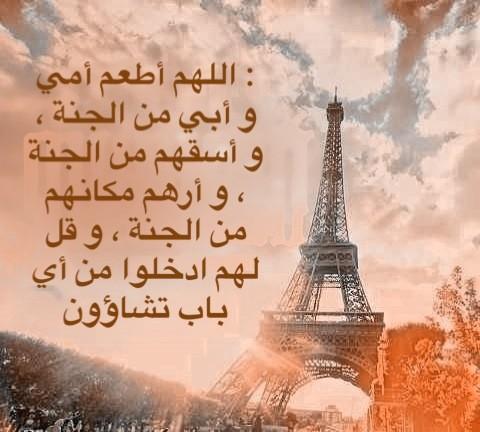 : اللهم أطعم أمي
و أبي من الجنة ،
و أسقهم من الجنة
، و أرهم مكانهم
من الجنة ، و قل
لهم ادخلوا من أي
باب تشاؤون